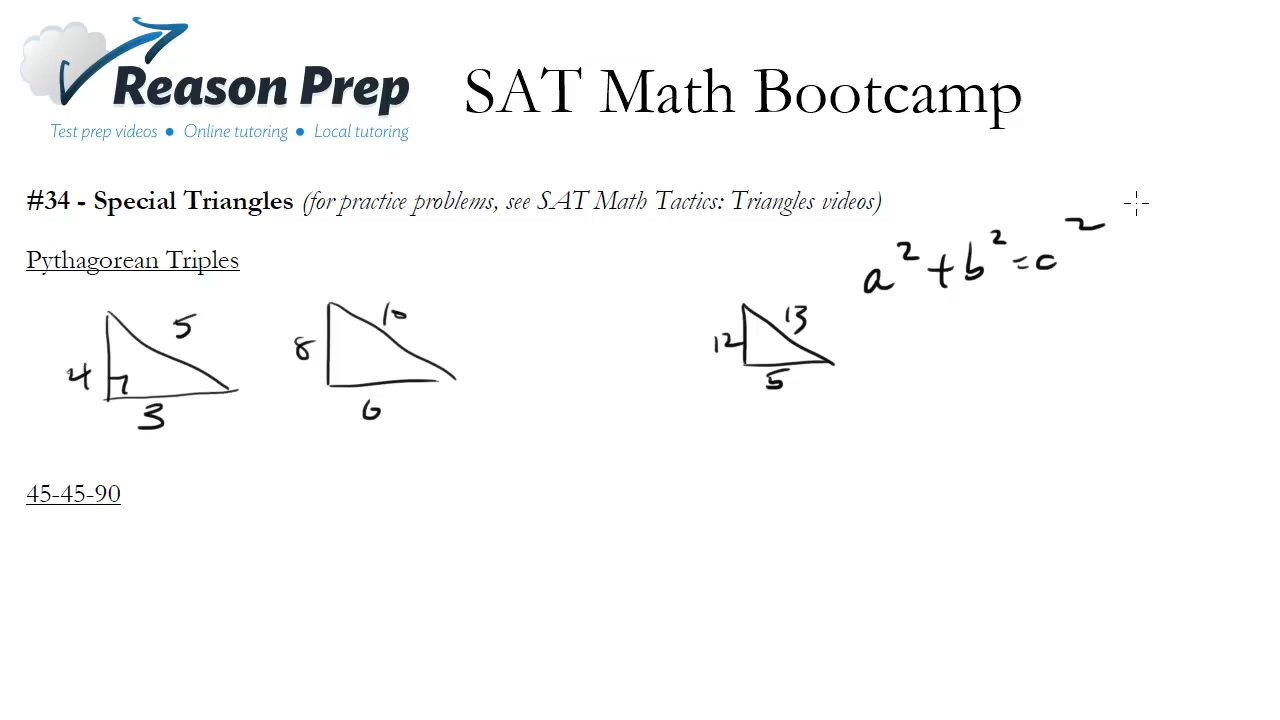 Reason Prep
Test prep videos ● Online tutoring ● Local tutoring
SAT Math Bootcamp
#34 - Special Triangles (for practice problems, see SAT Math Tactics: Triangles videos)
Pythagorean Triples
a² + b² = c²
4 5 3
8 10 6
12 13 5
45-45-90